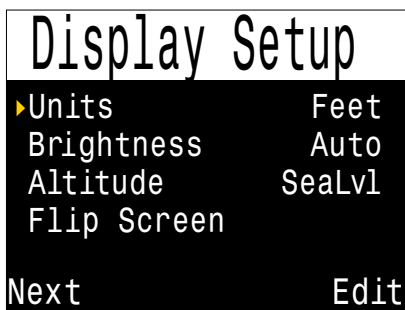 Display Setup
Units Feet
Brightness Auto
Altitude SeaLvl
Flip Screen
Next Edit